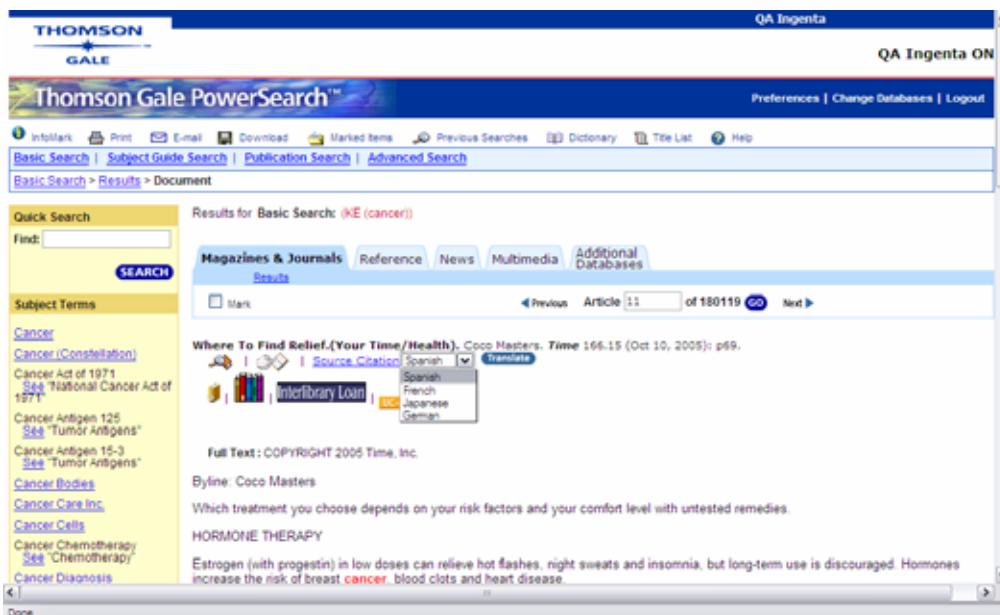 QA Ingenta
THOMSON
GALE
QA Ingenta ON
Thomson Gale PowerSearch™
Preferences | Change Databases | Logout
InfoMark Print E-mail Download Marked Items Previous Searches Dictionary Title List Help
Basic Search | Subject Guide Search | Publication Search | Advanced Search
Basic Search > Results > Document
Quick Search
Find:
SEARCH
Subject Terms
Cancer
Cancer (Constellation)
Cancer Act of 1971
See "National Cancer Act of
1971"
Cancer Antigen 125
See "Tumor Antigens"
Cancer Antigen 15-3
See "Tumor Antigens"
Cancer Bodies
Cancer Care Inc.
Cancer Cells
Cancer Chemotherapy
See "Chemotherapy"
Cancer Diagnosis
Results for Basic Search: (KE (cancer))
Magazines & Journals Reference News Multimedia Additional Databases
Results
Mark Previous Article 11 of 180119 GO Next
Where To Find Relief.(Your Time/Health). Coco Masters. Time 166.15 (Oct 10, 2005): p69.
| | Source Citation Spanish Translate
Spanish
French
Japanese
German
| | Interlibrary Loan | UC-
Full Text : COPYRIGHT 2005 Time, Inc.
Byline: Coco Masters
Which treatment you choose depends on your risk factors and your comfort level with untested remedies.
HORMONE THERAPY
Estrogen (with progestin) in low doses can relieve hot flashes, night sweats and insomnia, but long-term use is discouraged. Hormones
increase the risk of breast cancer, blood clots and heart disease.
Done